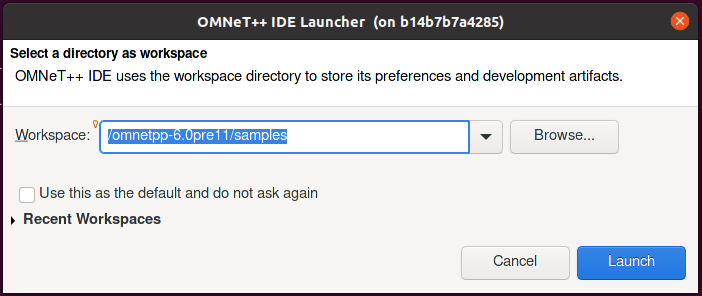 OMNeT++ IDE Launcher (on b14b7b7a4285)
Select a directory as workspace
OMNeT++ IDE uses the workspace directory to store its preferences and development artifacts.
Workspace: /omnetpp-6.0pre11/samples Browse...
Use this as the default and do not ask again
Recent Workspaces
Cancel Launch